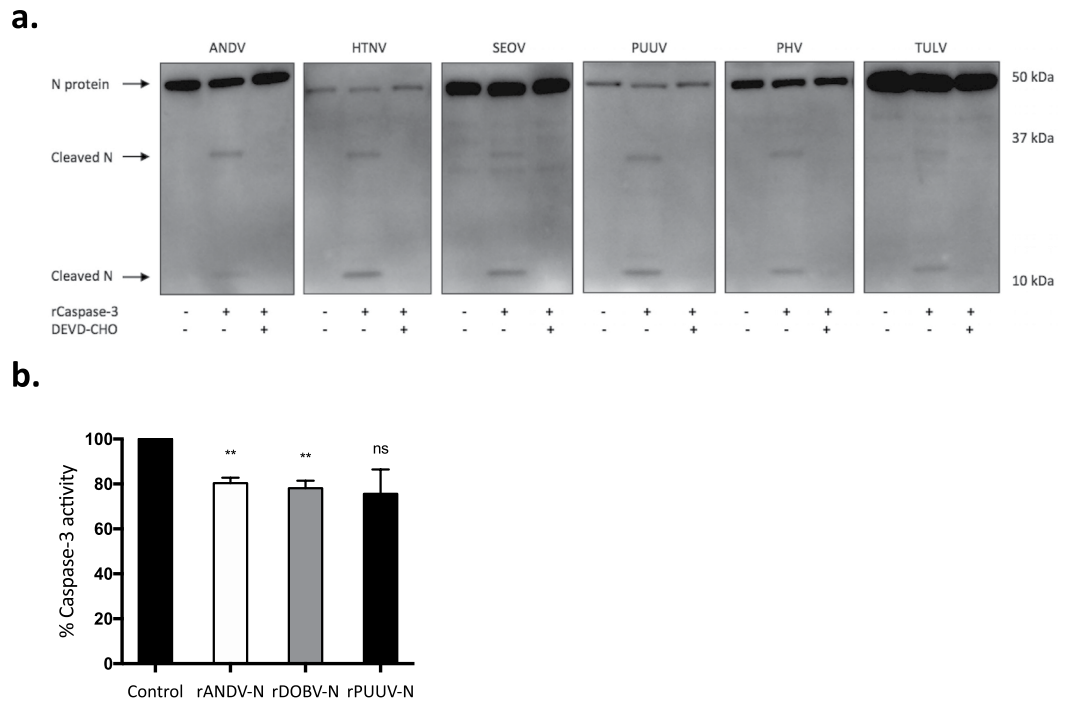 a.
ANDV HTNV SEOV PUUV PHV TULV
N protein 50 kDa
37 kDa
Cleaved N
Cleaved N 10 kDa
rCaspase-3 - + + - + + - + + - + + - + + - + +
DEVD-CHO - - + - - + - - + - - + - - + - - +
b.
% Caspase-3 activity
100
80
60
40
20
0
** ** ns
Control rANDV-N rDOBV-N rPUUV-N